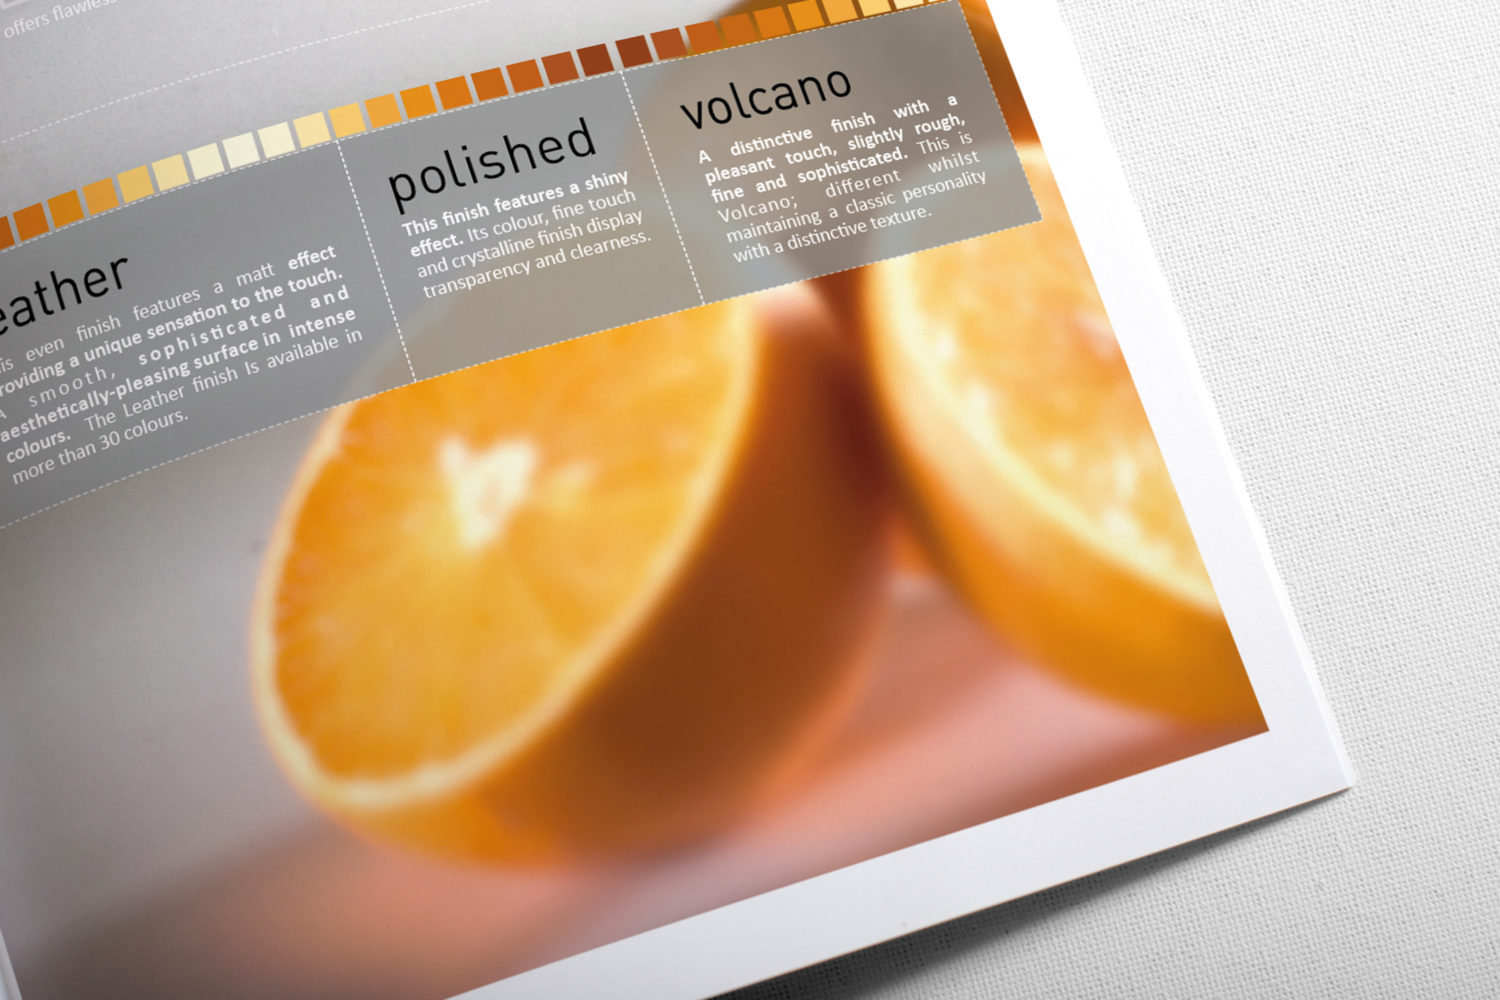 offers flawless
eather
is even finish features a matt effect
roviding a unique sensation to the touch.
A smooth, sophisticated and
aesthetically-pleasing surface in intense
colours. The Leather finish Is available in
more than 30 colours.
polished
This finish features a shiny
effect. Its colour, fine touch
and crystalline finish display
transparency and clearness.
volcano
A distinctive finish with a
pleasant touch, slightly rough,
fine and sophisticated. This is
Volcano; different whilst
maintaining a classic personality
with a distinctive texture.